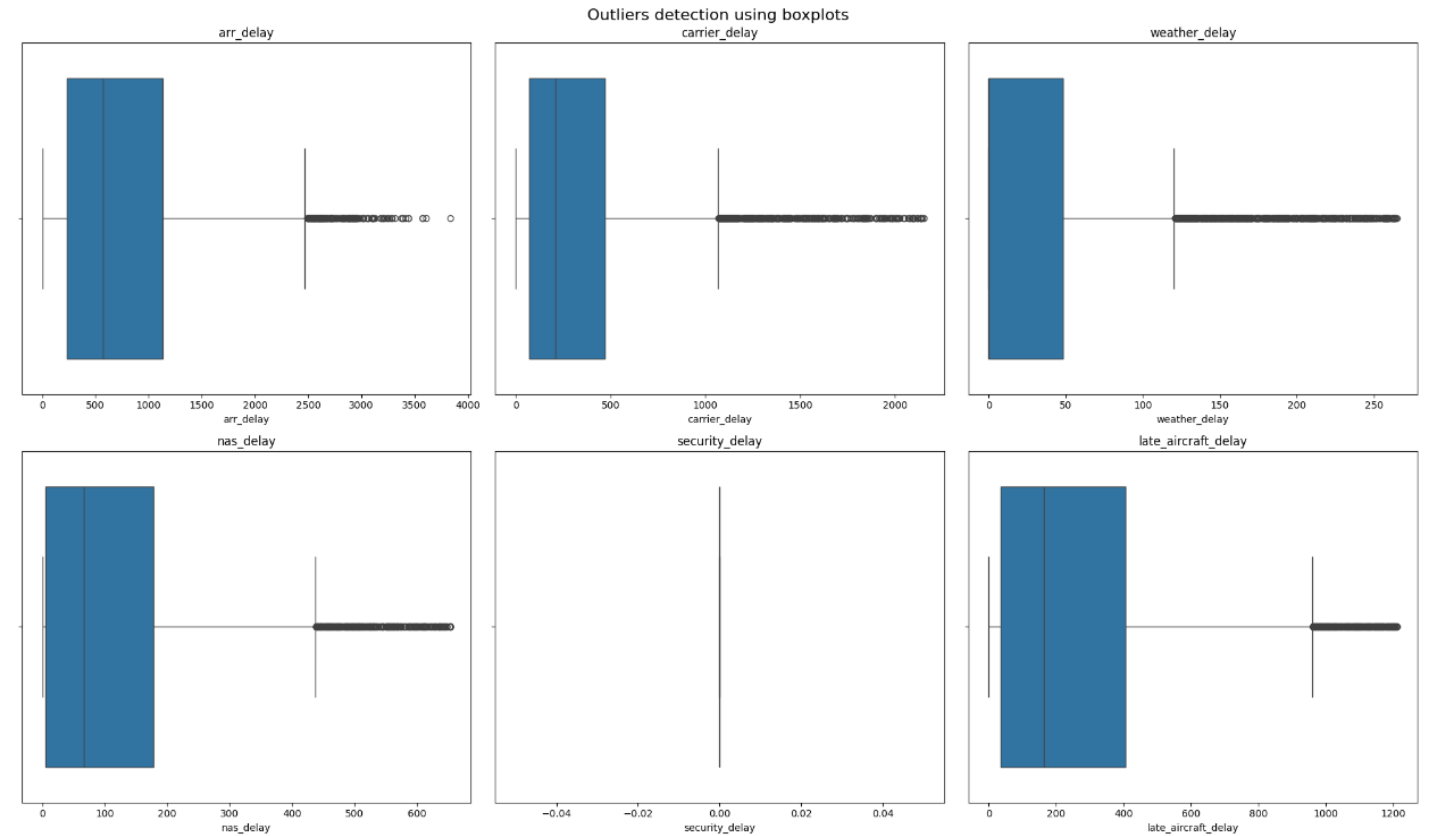 Outliers detection using boxplots
arr_delay
carrier_delay
weather_delay
0 500 1000 1500 2000 2500 3000 3500 4000
arr_delay
0 500 1000 1500 2000
carrier_delay
0 50 100 150 200 250
weather_delay
nas_delay
security_delay
late_aircraft_delay
0 100 200 300 400 500 600
nas_delay
−0.04 −0.02 0.00 0.02 0.04
security_delay
0 200 400 600 800 1000 1200
late_aircraft_delay